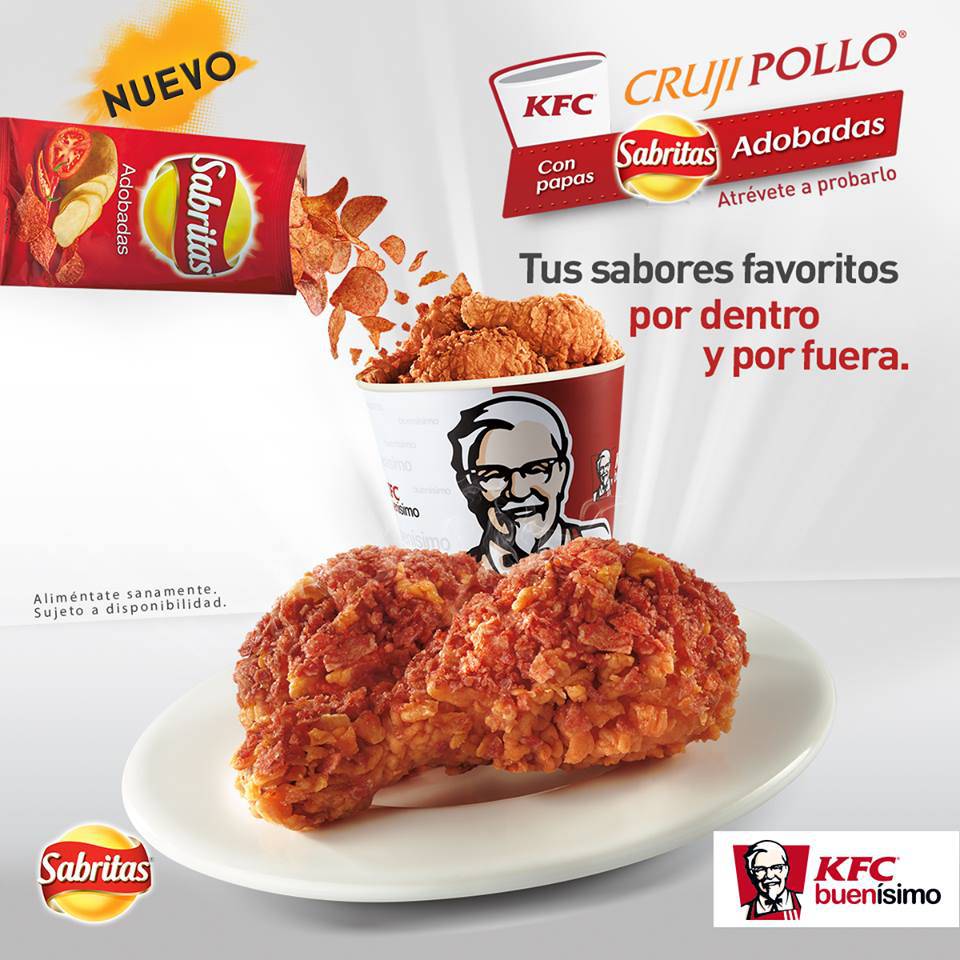 NUEVO
Sabritas
Adobadas
KFC
CRUJI POLLO®
Con
papas
Sabritas
Adobadas
Atrévete a probarlo
Tus sabores favoritos
por dentro
y por fuera.
buenísimo
buenísimo
KFC
Aliméntate sanamente.
Sujeto a disponibilidad.
Sabritas
KFC
buenísimo